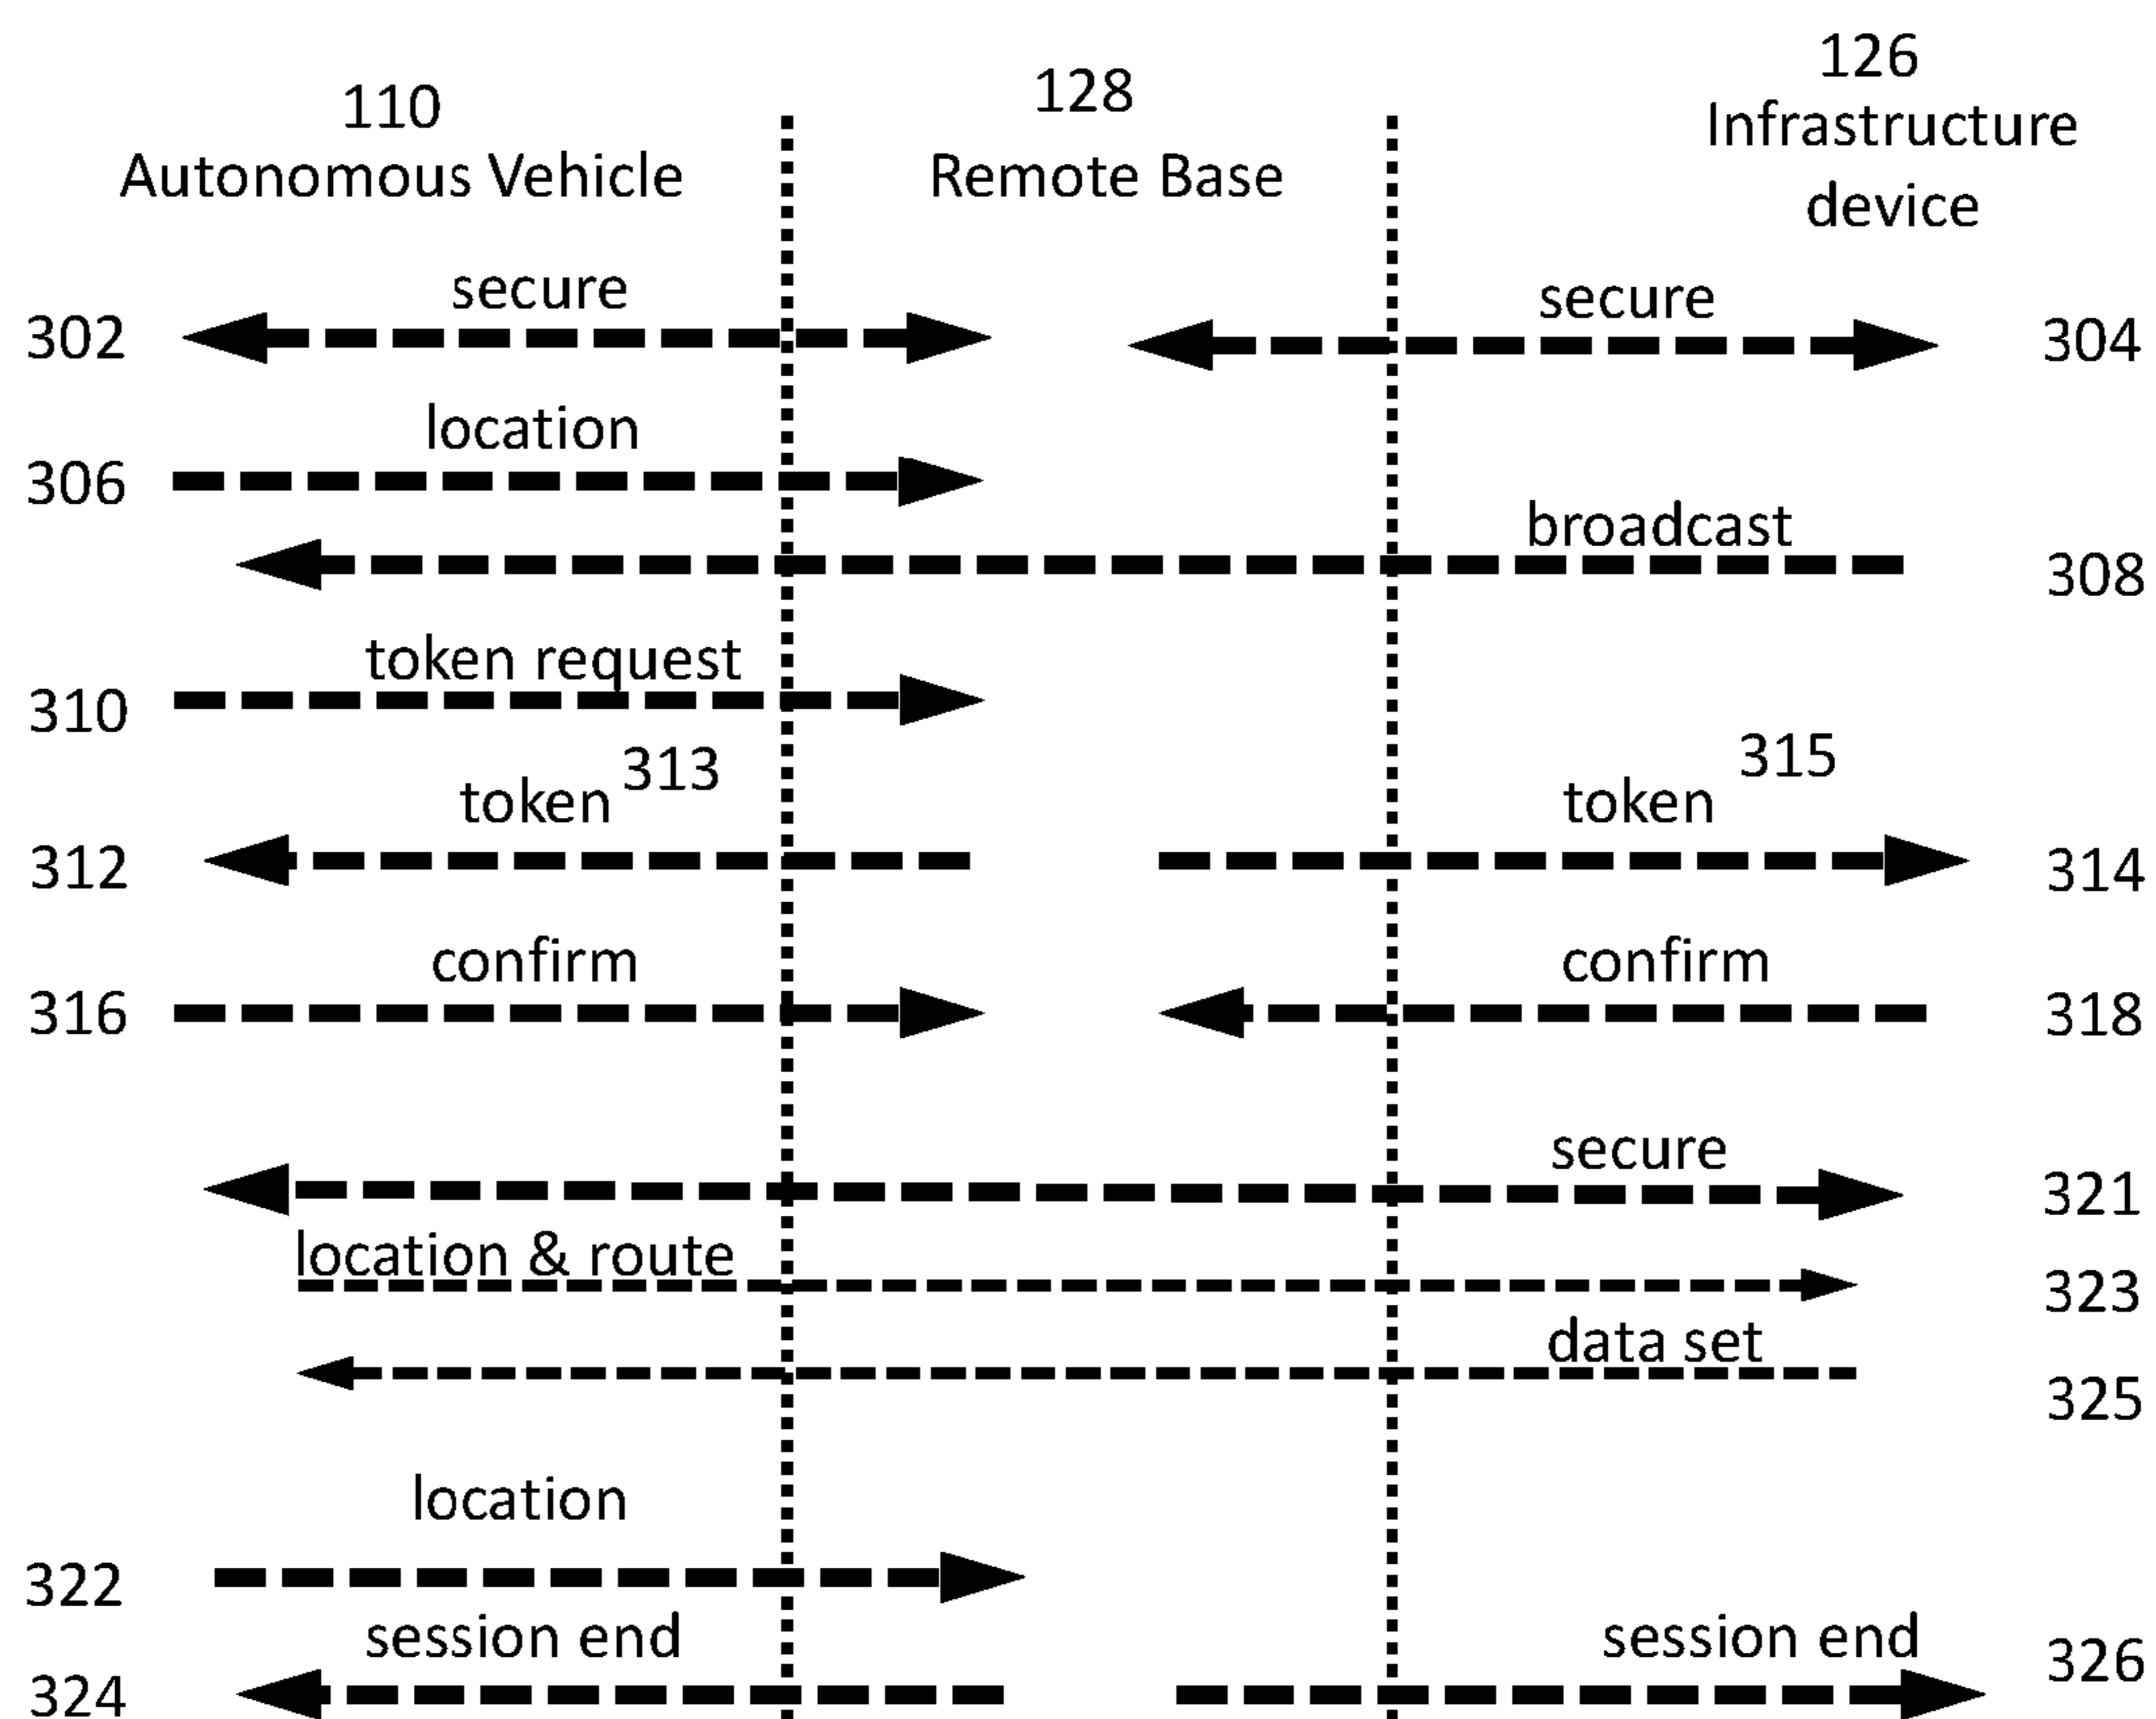 110
Autonomous Vehicle
128
Remote Base
126
Infrastructure
device
secure
302
secure
304
location
306
broadcast
308
token request
310
token 313
312
token 315
314
confirm
316
confirm
318
secure
321
location & route
323
data set
325
location
322
session end
324
session end
326